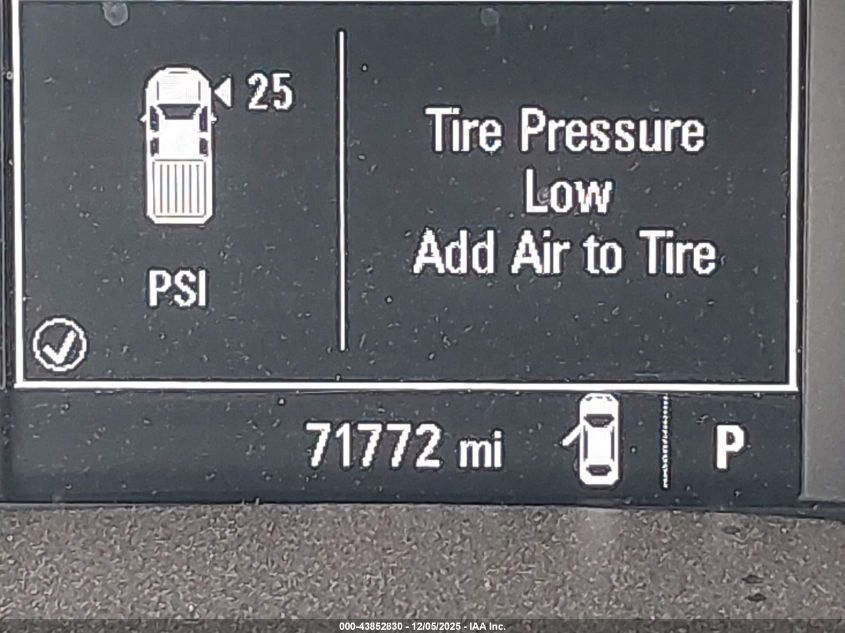 25
PSI
Tire Pressure
Low
Add Air to Tire
71772 mi
P
000-43852830 - 12/05/2025 - IAA Inc.